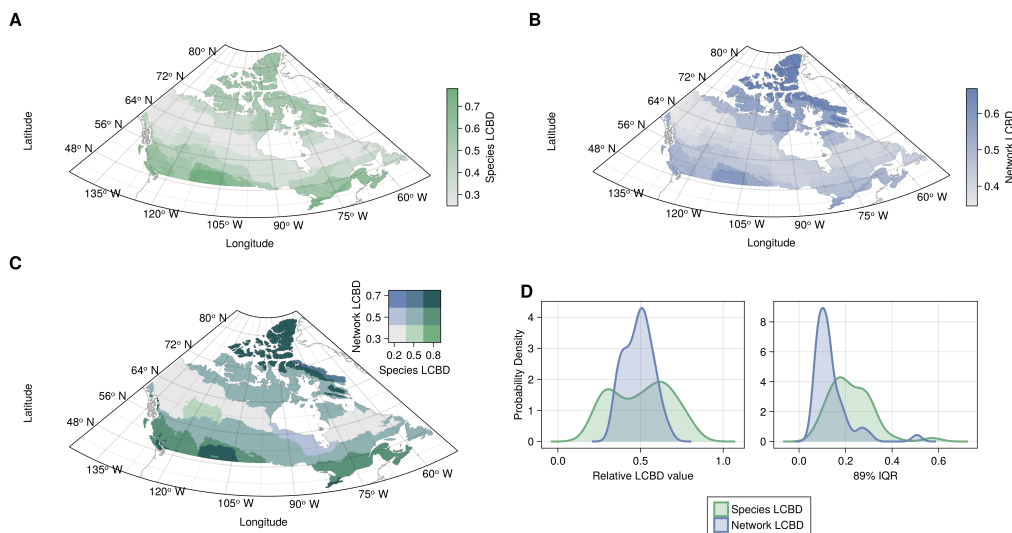 A
80° N
72° N
64° N
56° N
48° N
135° W
120° W
105° W
90° W
75° W
60° W
Latitude
Longitude
0.7
0.6
0.5
0.4
0.3
Species LCBD
B
80° N
72° N
64° N
56° N
48° N
135° W
120° W
105° W
90° W
75° W
60° W
Latitude
Longitude
0.6
0.5
0.4
Network LCBD
C
80° N
72° N
64° N
56° N
48° N
135° W
120° W
105° W
90° W
75° W
60° W
Latitude
Longitude
Network LCBD
0.7
0.5
0.3
0.2 0.5 0.8
Species LCBD
D
Probability Density
4
3
2
1
0
0.0 0.5 1.0
Relative LCBD value
8
6
4
2
0
0.0 0.2 0.4 0.6
89% IQR
Species LCBD
Network LCBD